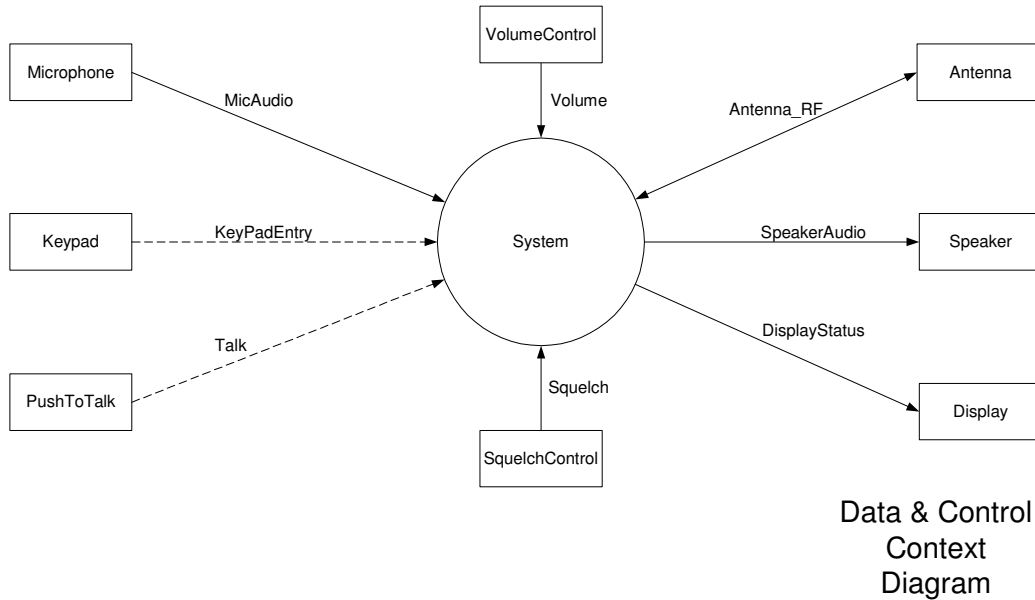 VolumeControl
Microphone
Antenna
MicAudio
Volume
Antenna_RF
Keypad
KeyPadEntry
System
SpeakerAudio
Speaker
Talk
DisplayStatus
PushToTalk
Squelch
Display
SquelchControl
Data & Control
Context
Diagram